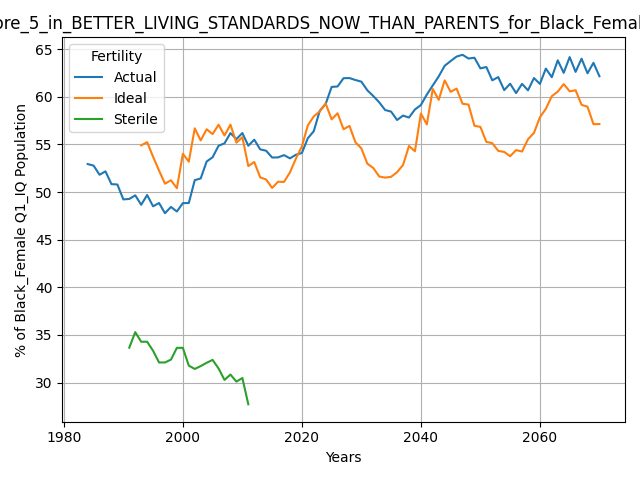 ore_5_in_BETTER_LIVING_STANDARDS_NOW_THAN_PARENTS_for_Black_Femal
Fertility
Actual
Ideal
Sterile
% of Black_Female Q1_IQ Population
65
60
55
50
45
40
35
30
1980
2000
2020
2040
2060
Years